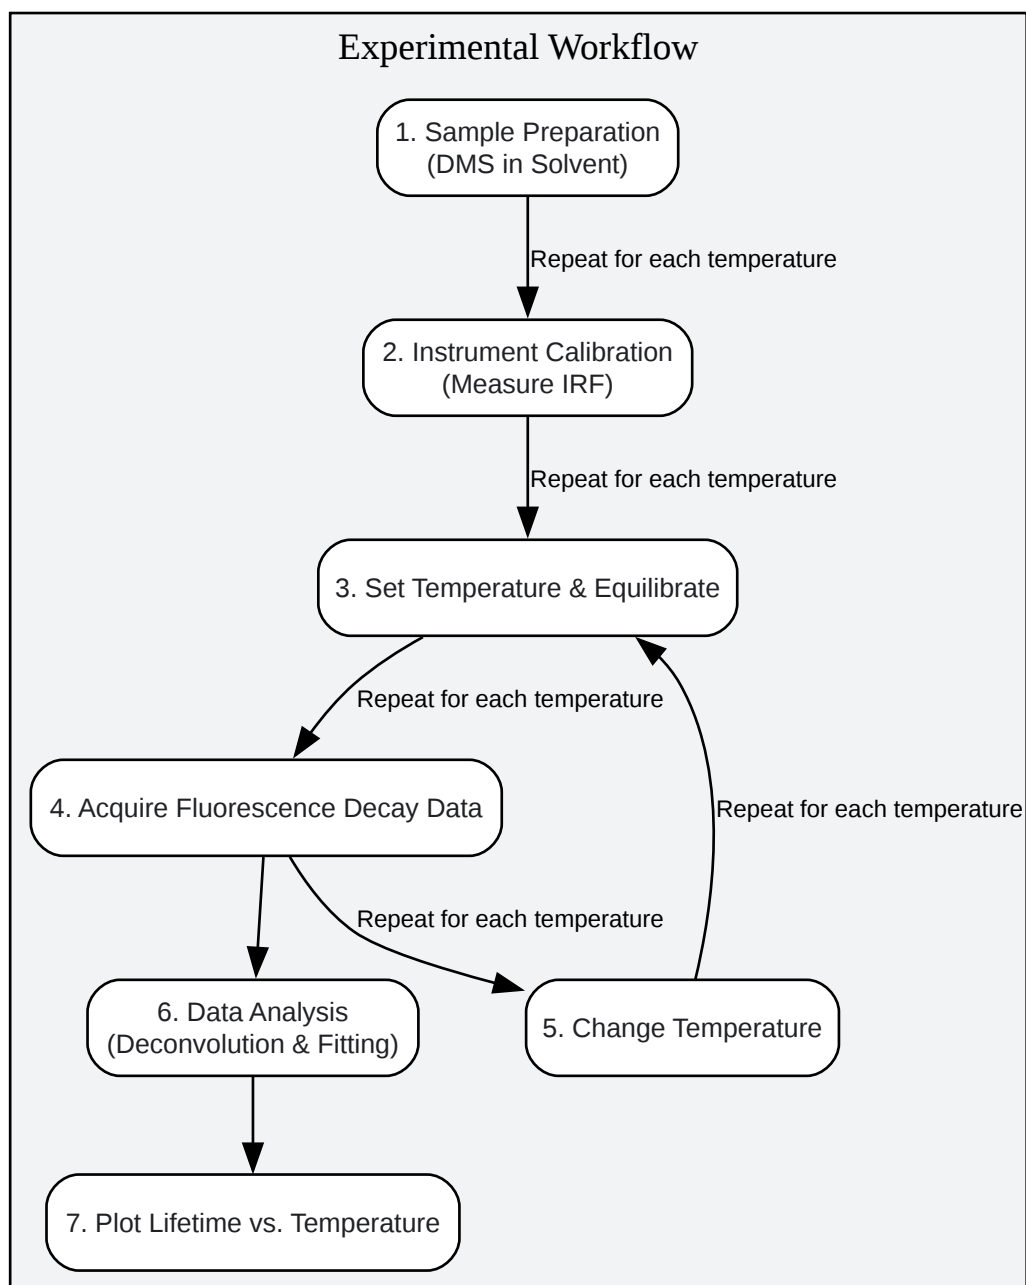 Experimental Workflow
1. Sample Preparation
(DMS in Solvent)
Repeat for each temperature
2. Instrument Calibration
(Measure IRF)
Repeat for each temperature
3. Set Temperature & Equilibrate
Repeat for each temperature
4. Acquire Fluorescence Decay Data
Repeat for each temperature
Repeat for each temperature
6. Data Analysis
(Deconvolution & Fitting)
5. Change Temperature
7. Plot Lifetime vs. Temperature